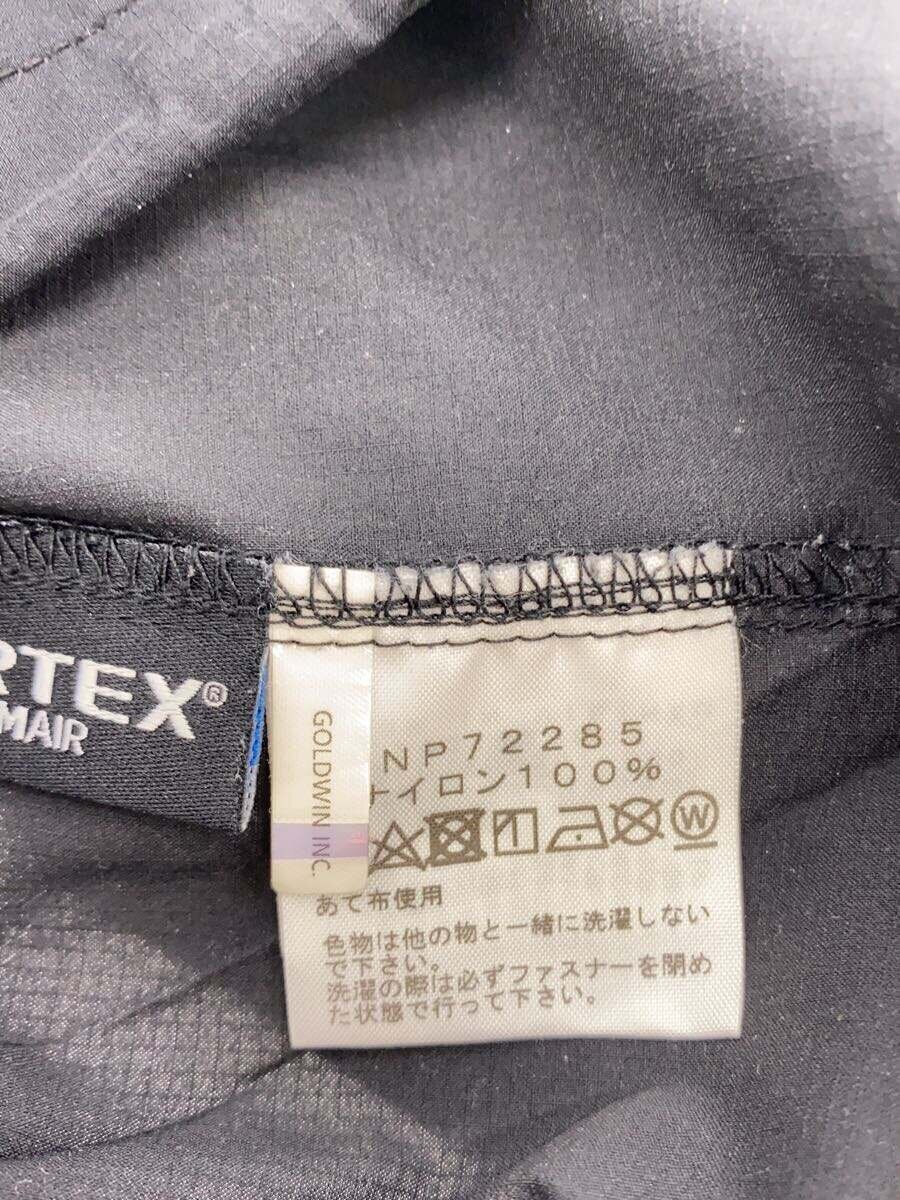 RTEX®
MAIR
GOLDWIN INC.
NP72285
ナイロン100%
W
あて布使用
色物は他の物と一緒に洗濯しない
で下さい。
洗濯の際は必ずファスナーを閉め
た状態で行って下さい。